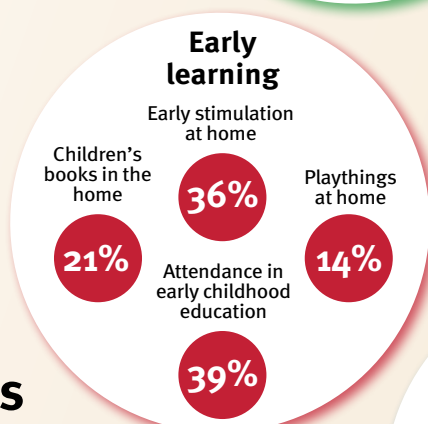 Early
learning
Early stimulation
at home
36%
Children's
books in the
home
21%
Playthings
at home
14%
Attendance in
early childhood
education
39%
s